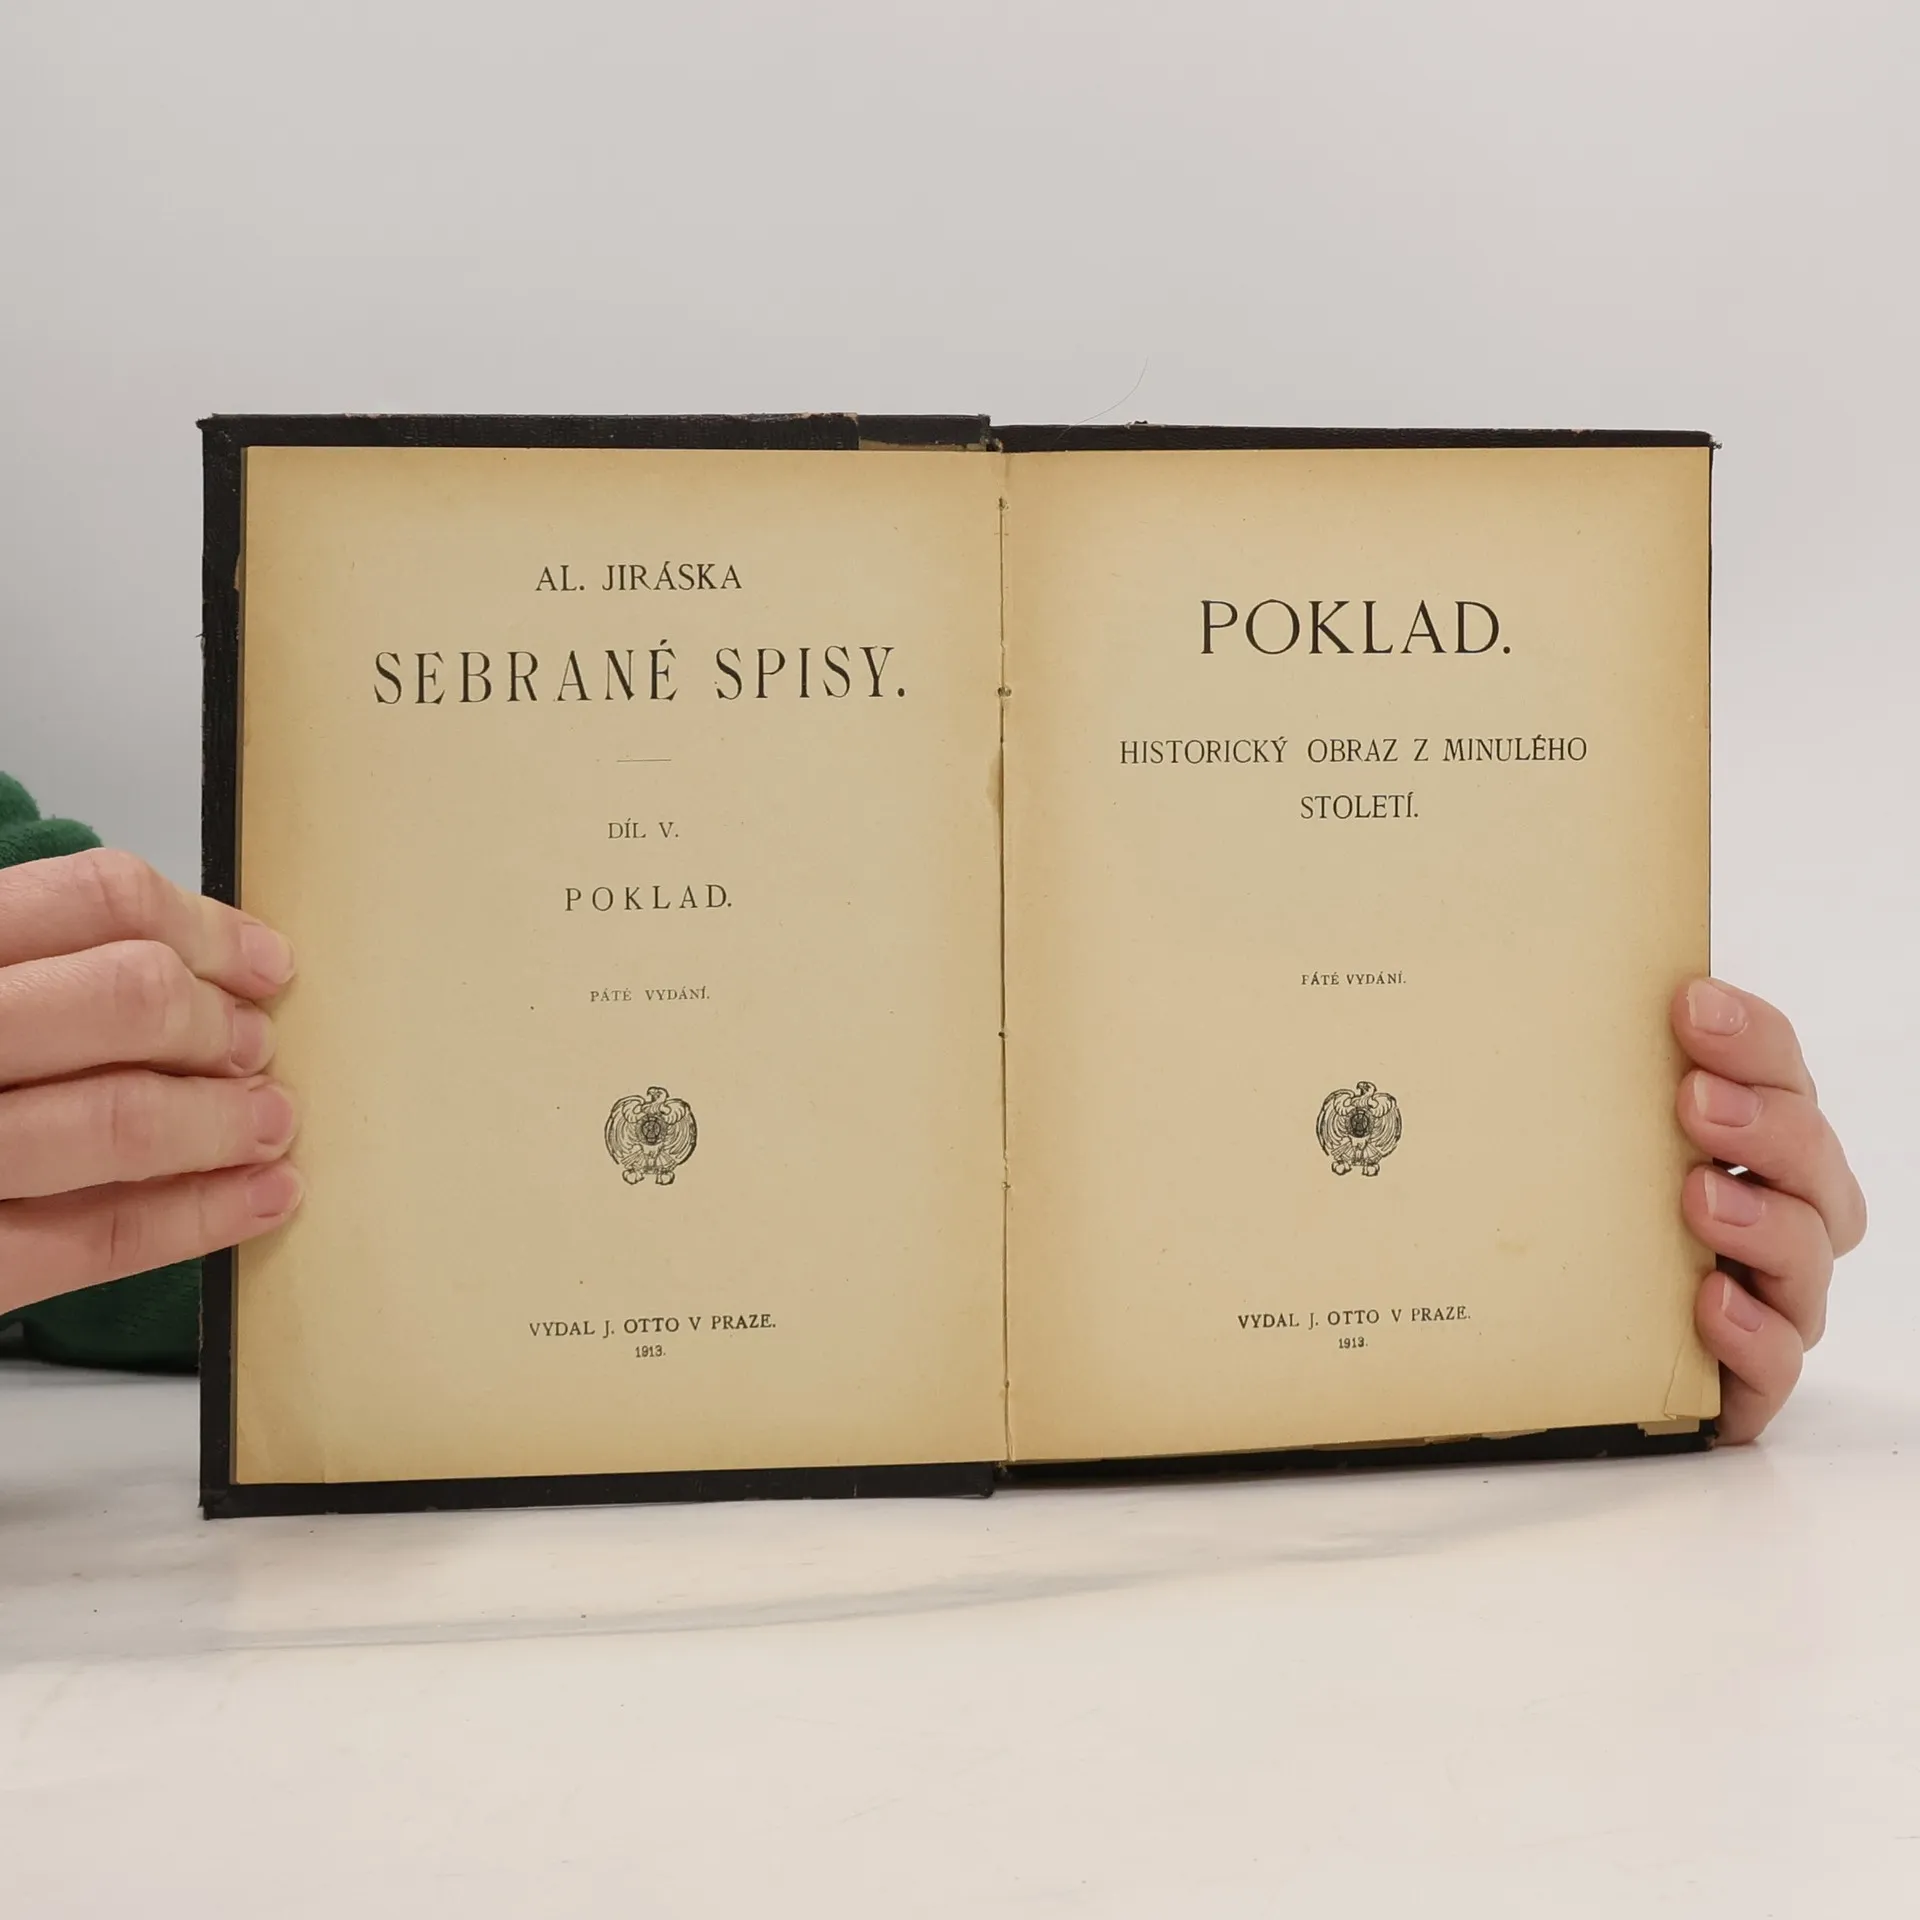 AL. JIRÁSKA
SEBRANÉ SPISY.
DÍL V.
POKLAD.
PÁTÉ VYDÁNÍ.
VYDAL J. OTTO V PRAZE.
1913.
POKLAD.
HISTORICKÝ OBRAZ Z MINULÉHO
STOLETÍ.
PÁTÉ VYDÁNÍ.
VYDAL J. OTTO V PRAZE.
1913.